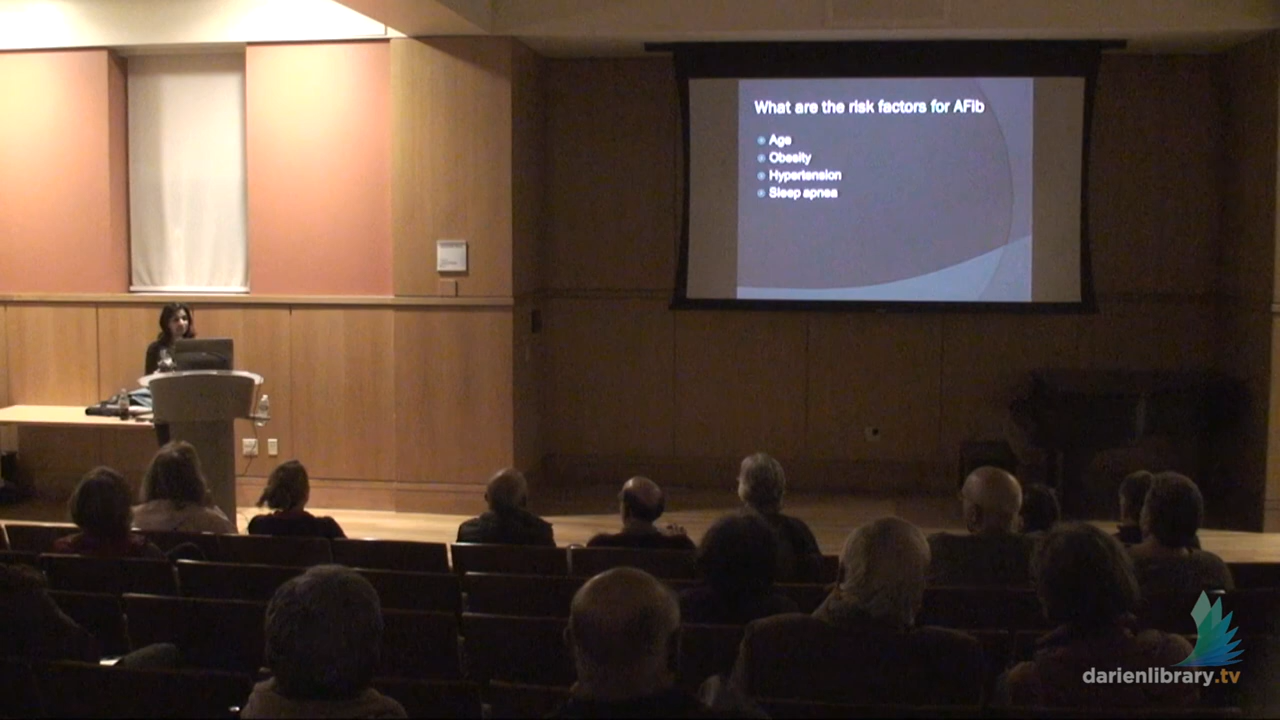 What are the risk factors for AFib
Age
Obesity
Hypertension
Sleep apnea
darienlibrary.tv